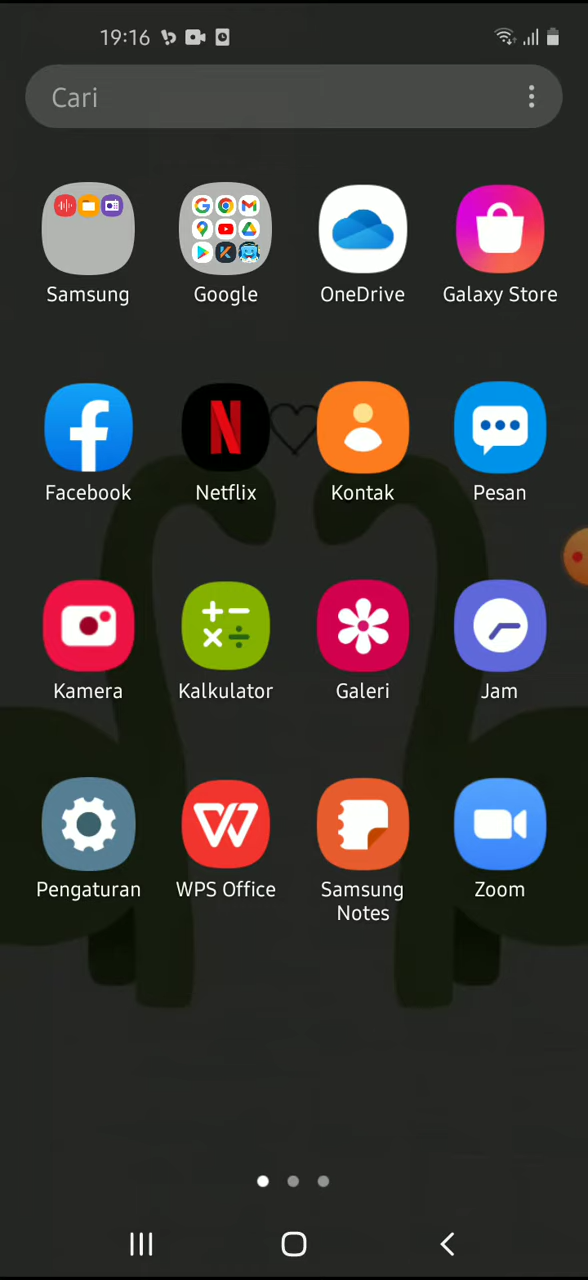 19:16
Cari
Samsung
Google
OneDrive
Galaxy Store
Facebook
Netflix
Kontak
Pesan
Kamera
Kalkulator
Galeri
Jam
Pengaturan
WPS Office
Samsung
Notes
Zoom